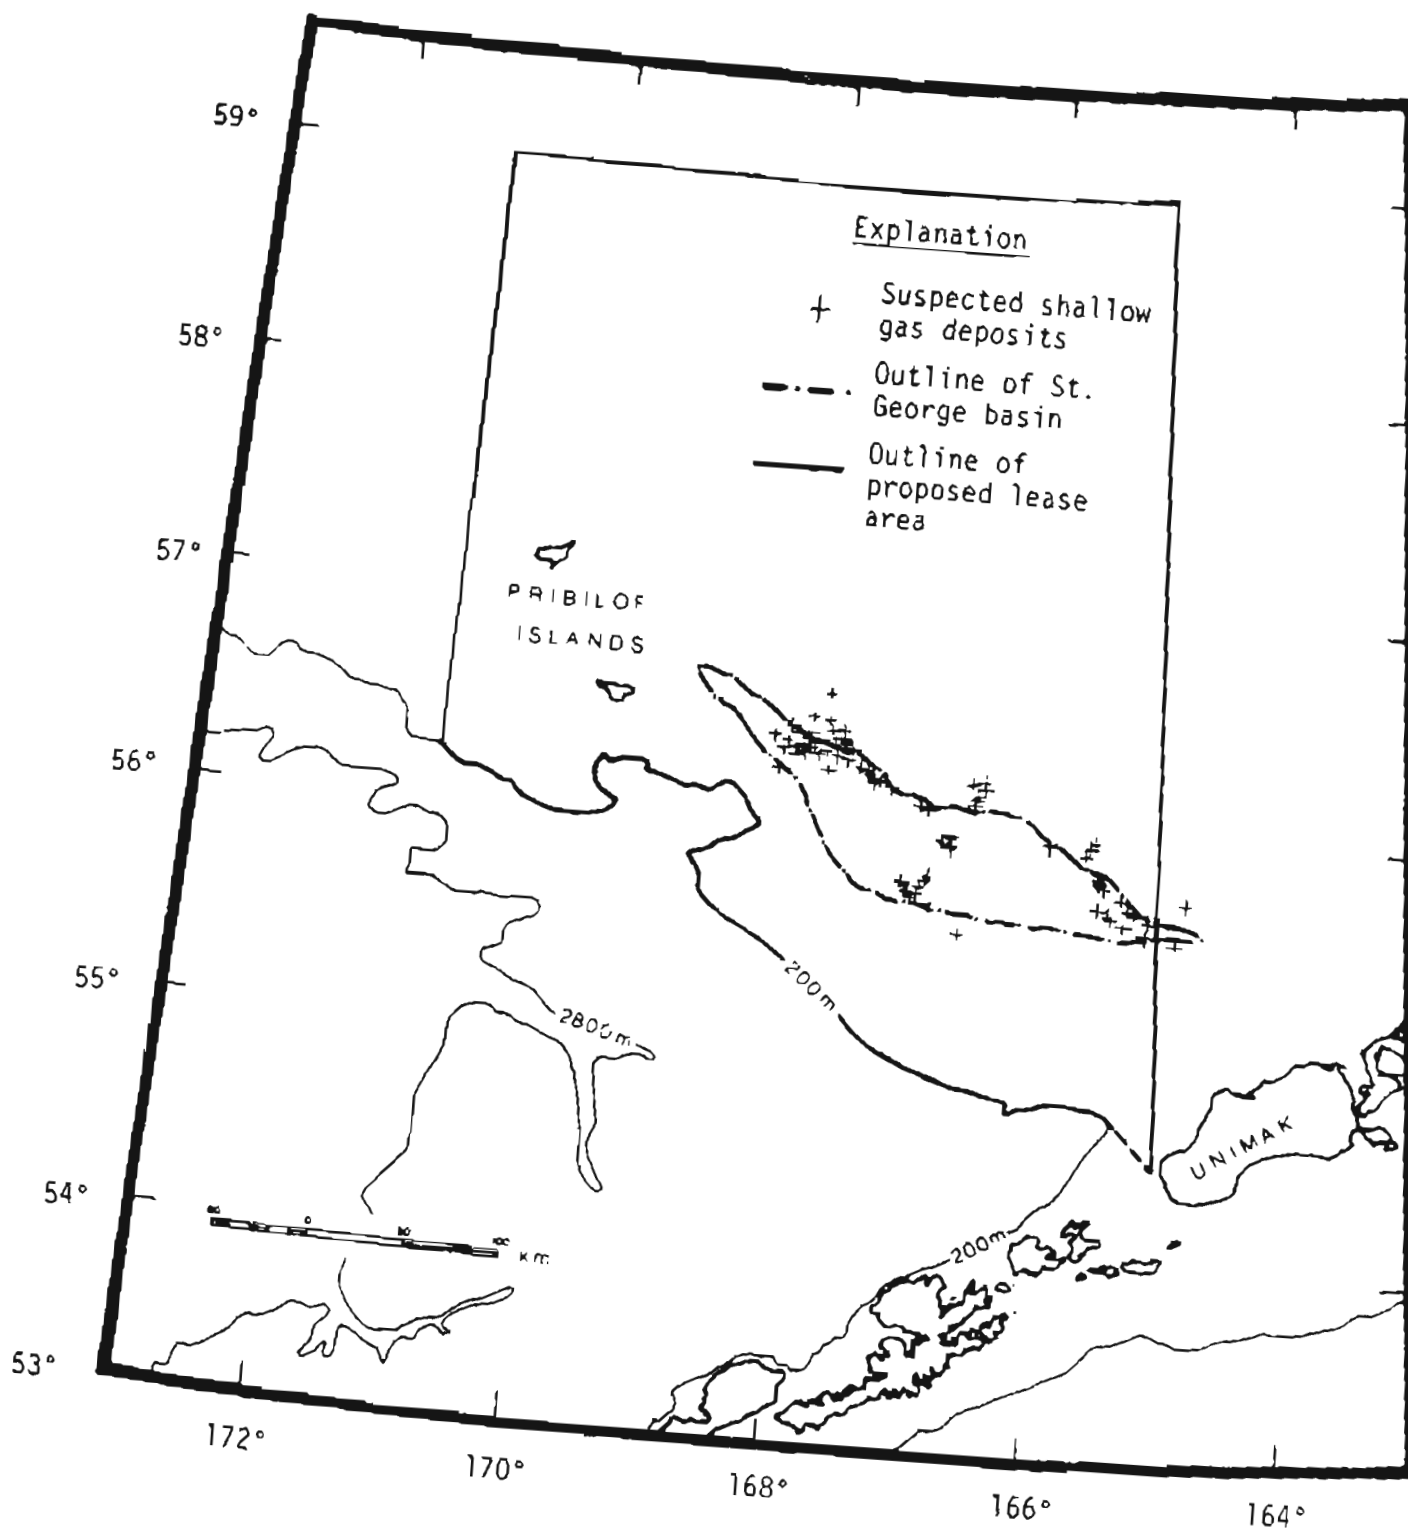 59°
Explanation
Suspected shallow
gas deposits
58°
Outline of St.
George basin
Outline of
proposed lease
area
57°
PRIBILOF
ISLANDS
56°
55°
200m
2800m
UNIMAK
54°
0
100
km
200m
53°
172°
170°
168°
166°
164°